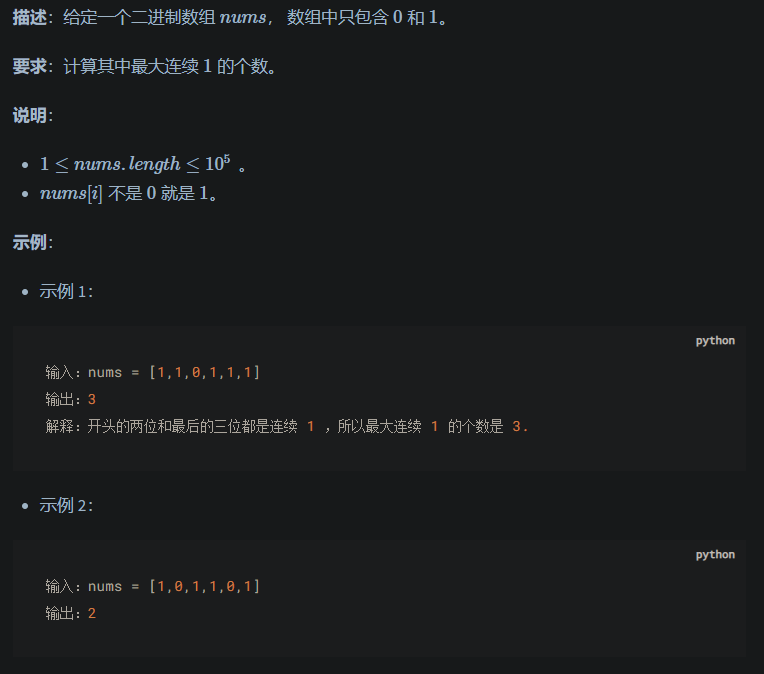 描述：给定一个二进制数组 nums，数组中只包含 0 和 1。
要求：计算其中最大连续 1 的个数。
说明：
• 1 ≤ nums.length ≤ 10⁵ 。
• nums[i] 不是 0 就是 1。
示例：
• 示例 1：
python
输入：nums = [1,1,0,1,1,1]
输出：3
解释：开头的两位和最后的三位都是连续 1 ，所以最大连续 1 的个数是 3.
• 示例 2：
python
输入：nums = [1,0,1,1,0,1]
输出：2